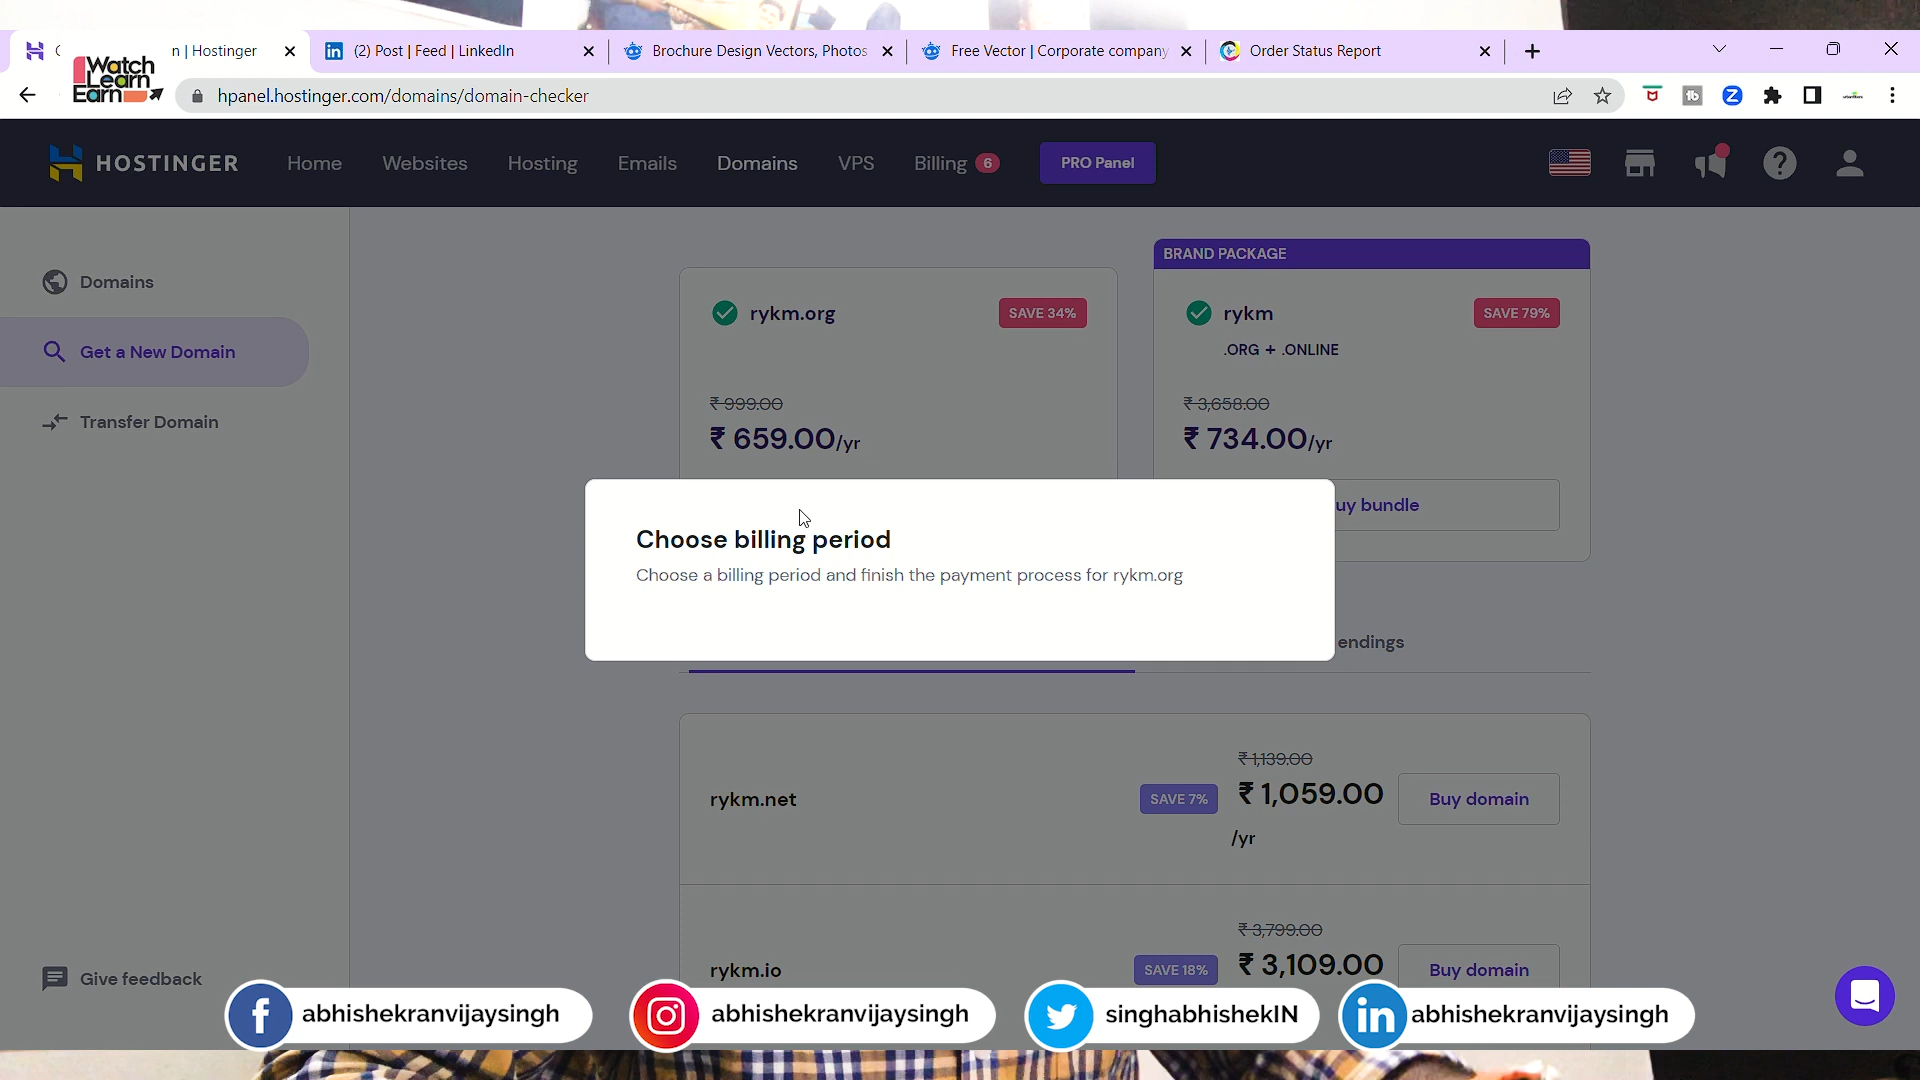 n | Hostinger
(2) Post | Feed | LinkedIn
Brochure Design Vectors, Photos
Free Vector | Corporate company
Order Status Report
Watch
Learn
Earn
hpanel.hostinger.com/domains/domain-checker
HOSTINGER
Home
Websites
Hosting
Emails
Domains
VPS
Billing 6
PRO Panel
Domains
Get a New Domain
Transfer Domain
Give feedback
rykm.org
SAVE 34%
₹ 999.00
₹ 659.00/yr
BRAND PACKAGE
rykm
SAVE 79%
.ORG + .ONLINE
₹ 3,658.00
₹ 734.00/yr
uy bundle
Choose billing period
Choose a billing period and finish the payment process for rykm.org
endings
rykm.net
SAVE 7%
₹ 1,139.00
₹ 1,059.00
/yr
Buy domain
rykm.io
SAVE 18%
₹ 3,799.00
₹ 3,109.00
Buy domain
abhishekranvijaysingh
abhishekranvijaysingh
singhabhishekIN
abhishekranvijaysingh